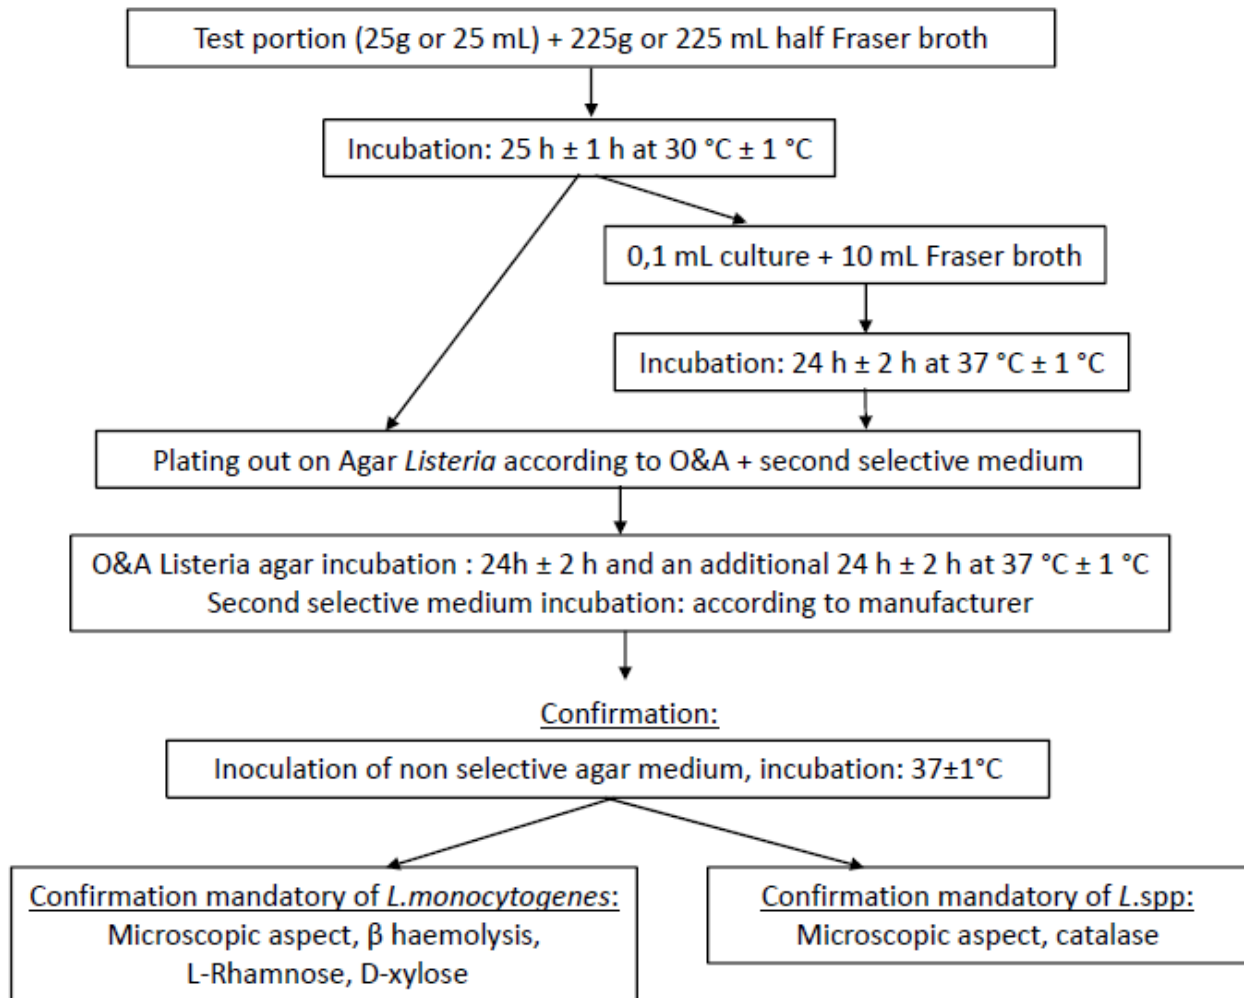 Test portion (25g or 25 mL) + 225g or 225 mL half Fraser broth
Incubation: 25 h ± 1 h at 30 °C ± 1 °C
0,1 mL culture + 10 mL Fraser broth
Incubation: 24 h ± 2 h at 37 °C ± 1 °C
Plating out on Agar Listeria according to O&A + second selective medium
O&A Listeria agar incubation : 24h ± 2 h and an additional 24 h ± 2 h at 37 °C ± 1 °C
Second selective medium incubation: according to manufacturer
Confirmation:
Inoculation of non selective agar medium, incubation: 37±1°C
Confirmation mandatory of L.monocytogenes:
Microscopic aspect, β haemolysis,
L-Rhamnose, D-xylose
Confirmation mandatory of L.spp:
Microscopic aspect, catalase